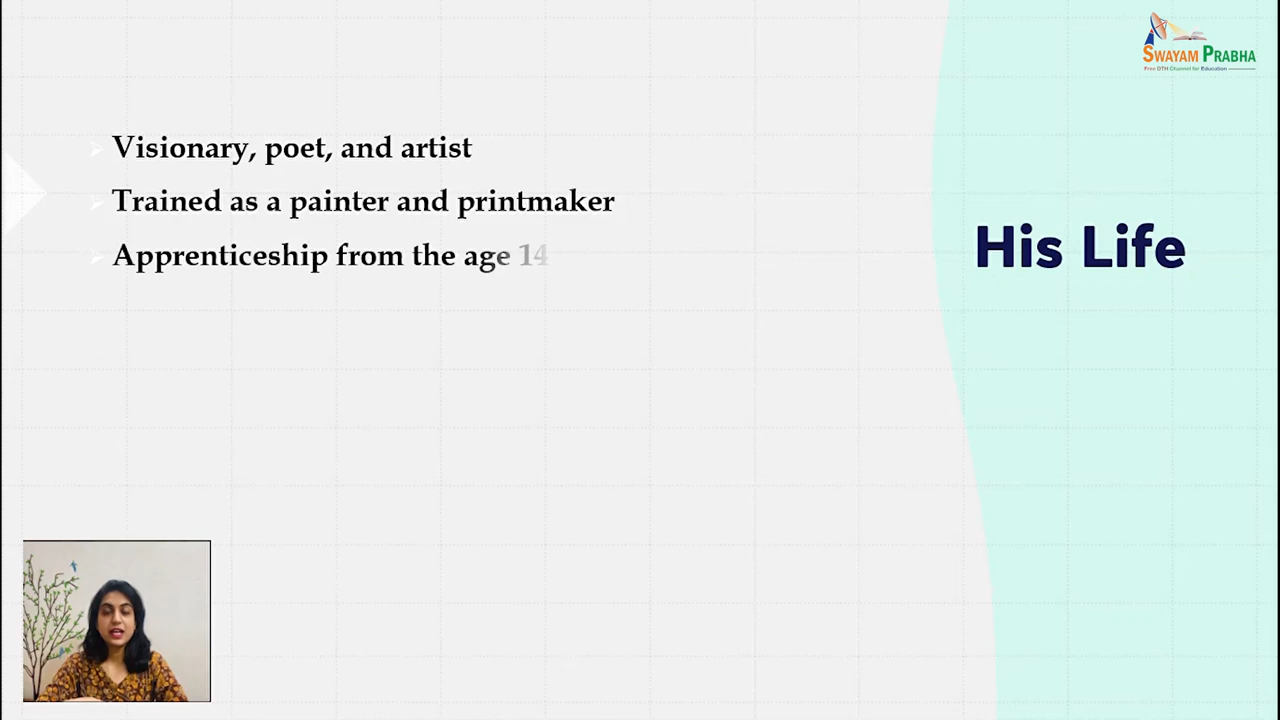 SWAYAM PRABHA
Free DTH Channel for Education
Visionary, poet, and artist
Trained as a painter and printmaker
Apprenticeship from the age 14
His Life